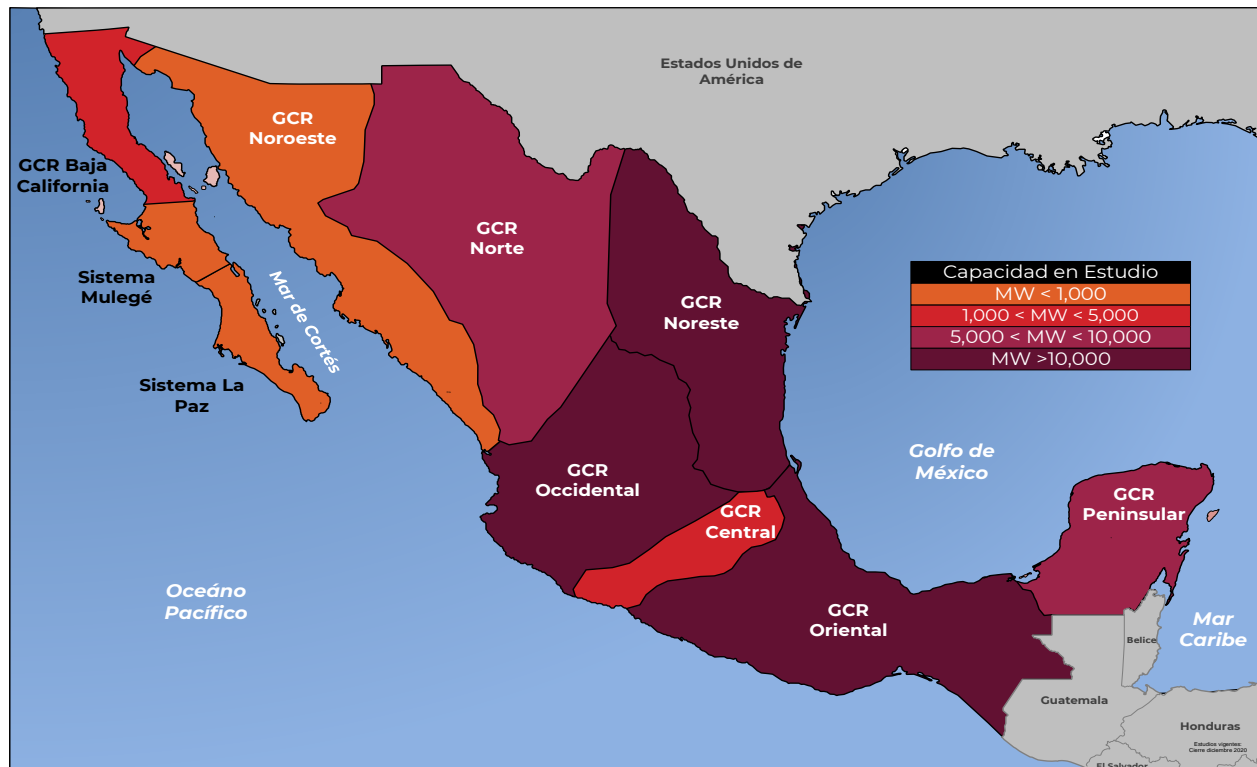 Estados Unidos de
América
GCR
Noroeste
GCR Baja
California
GCR
Norte
Sistema
Mulegé
Mar de Cortés
GCR
Noreste
Capacidad en Estudio
MW < 1,000
1,000 < MW < 5,000
5,000 < MW < 10,000
MW >10,000
Sistema La
Paz
Golfo de
México
GCR
Occidental
GCR
Peninsular
GCR
Central
Oceáno
Pacífico
GCR
Oriental
Mar
Caribe
Belice
Guatemala
Honduras
Estudios vigentes:
Cierre diciembre 2020
El Salvador